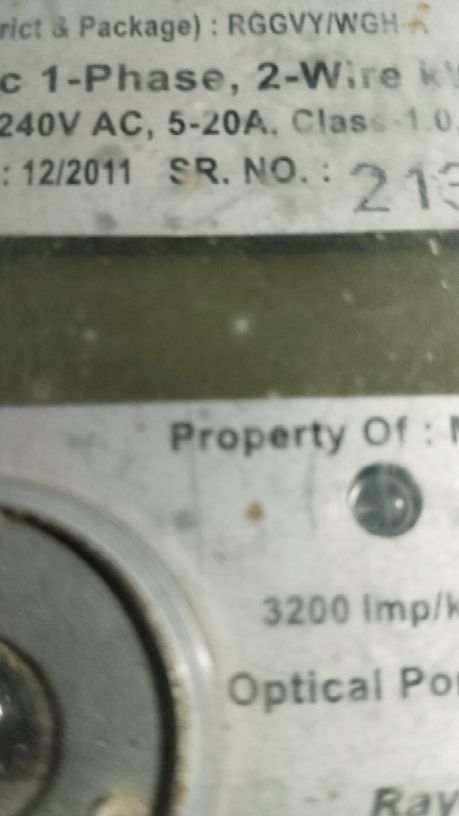 rict & Package) : RGGVY/WGH
c 1-Phase, 2-Wire k
240V AC, 5-20A. Class-1.0
: 12/2011 SR. NO. : 213
Property Of :
3200 Imp/k
Optical Po
Ray